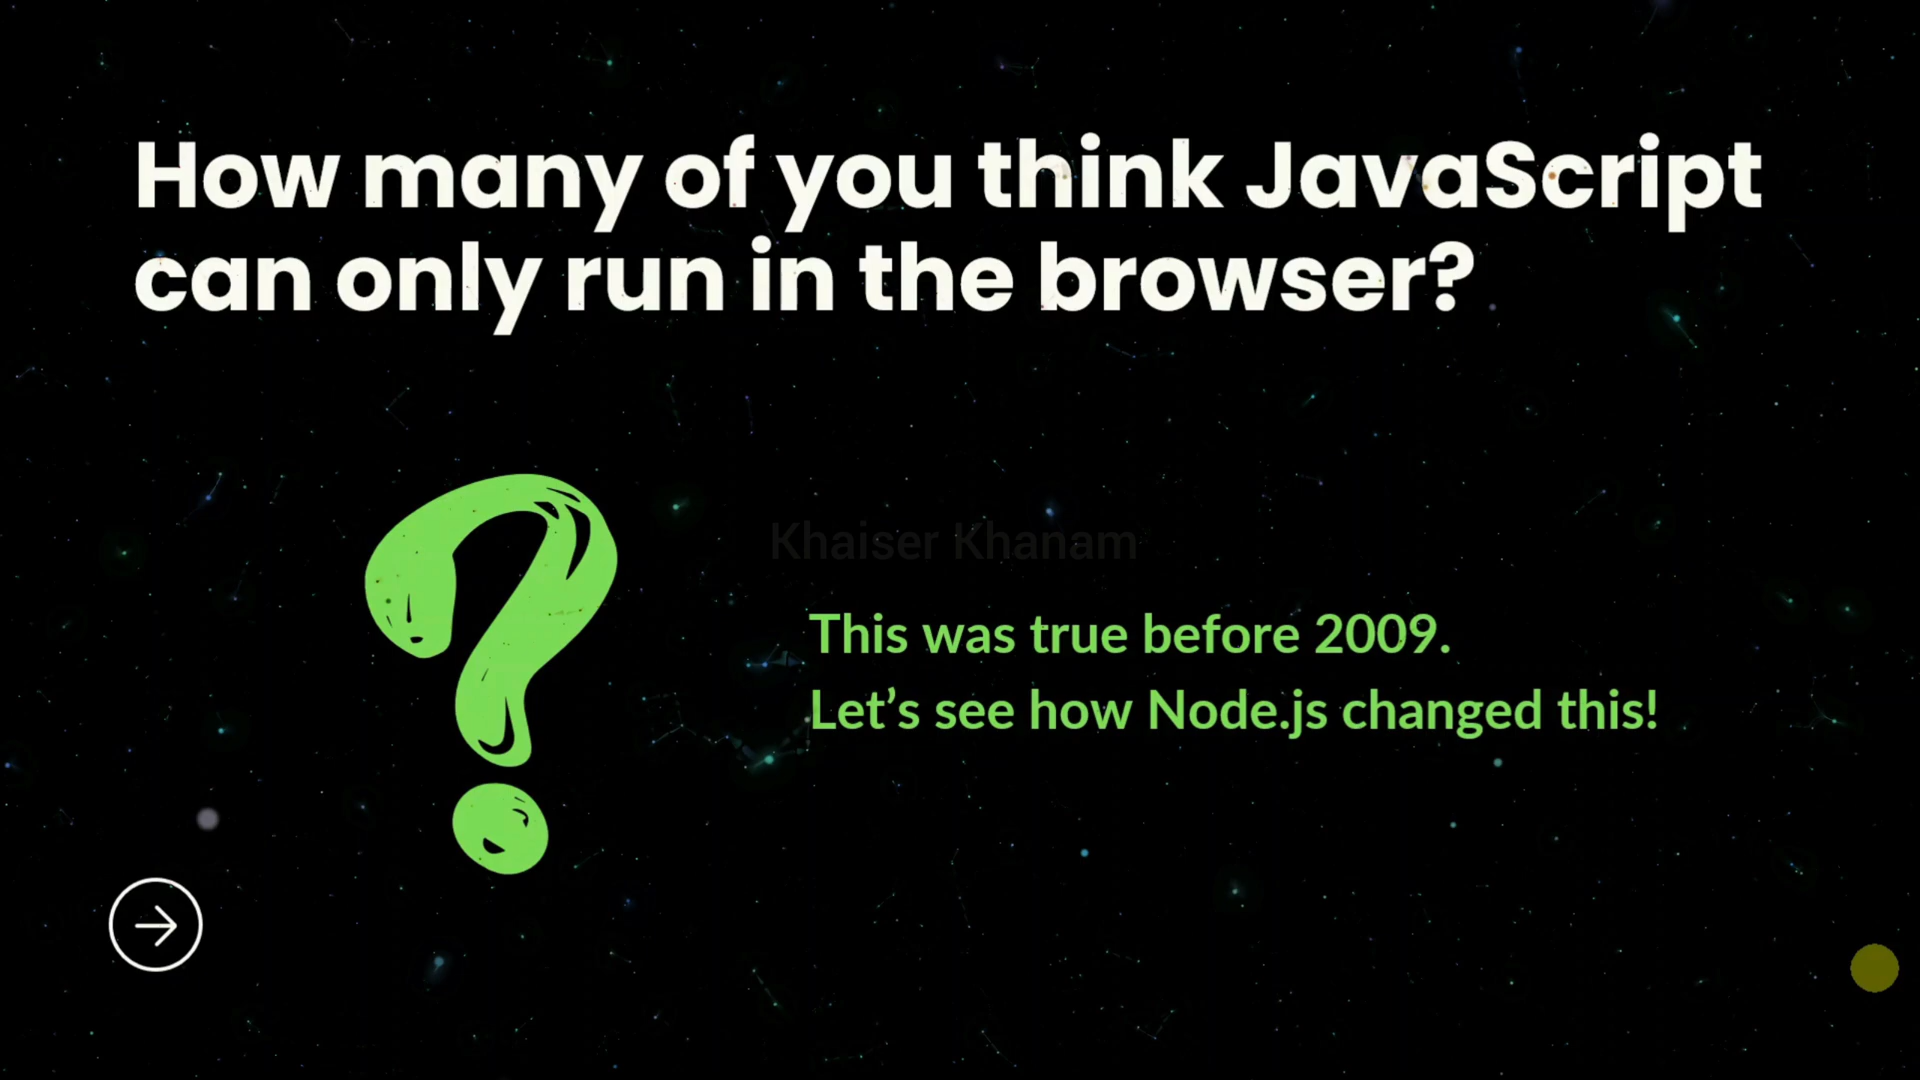 How many of you think JavaScript
can only run in the browser?
Khaiser Khanam
This was true before 2009.
Let's see how Node.js changed this!